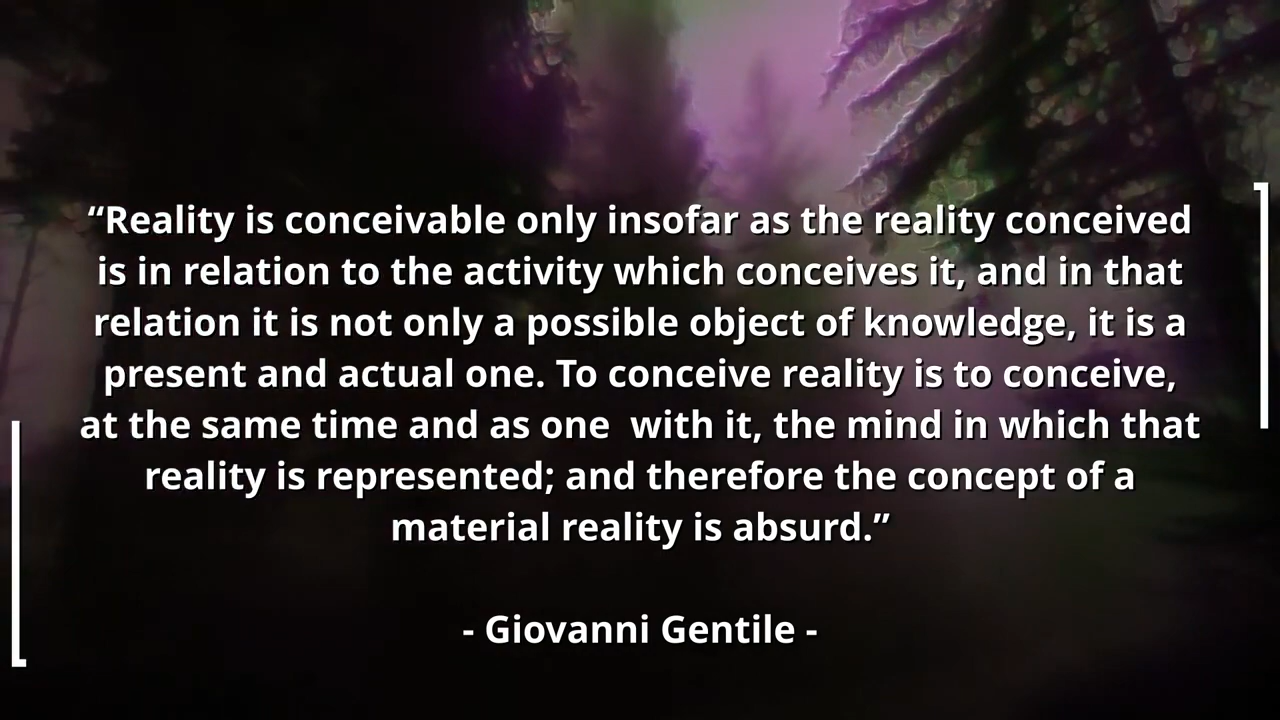 “Reality is conceivable only insofar as the reality conceived
is in relation to the activity which conceives it, and in that
relation it is not only a possible object of knowledge, it is a
present and actual one. To conceive reality is to conceive,
at the same time and as one  with it, the mind in which that
reality is represented; and therefore the concept of a
material reality is absurd.”
- Giovanni Gentile -